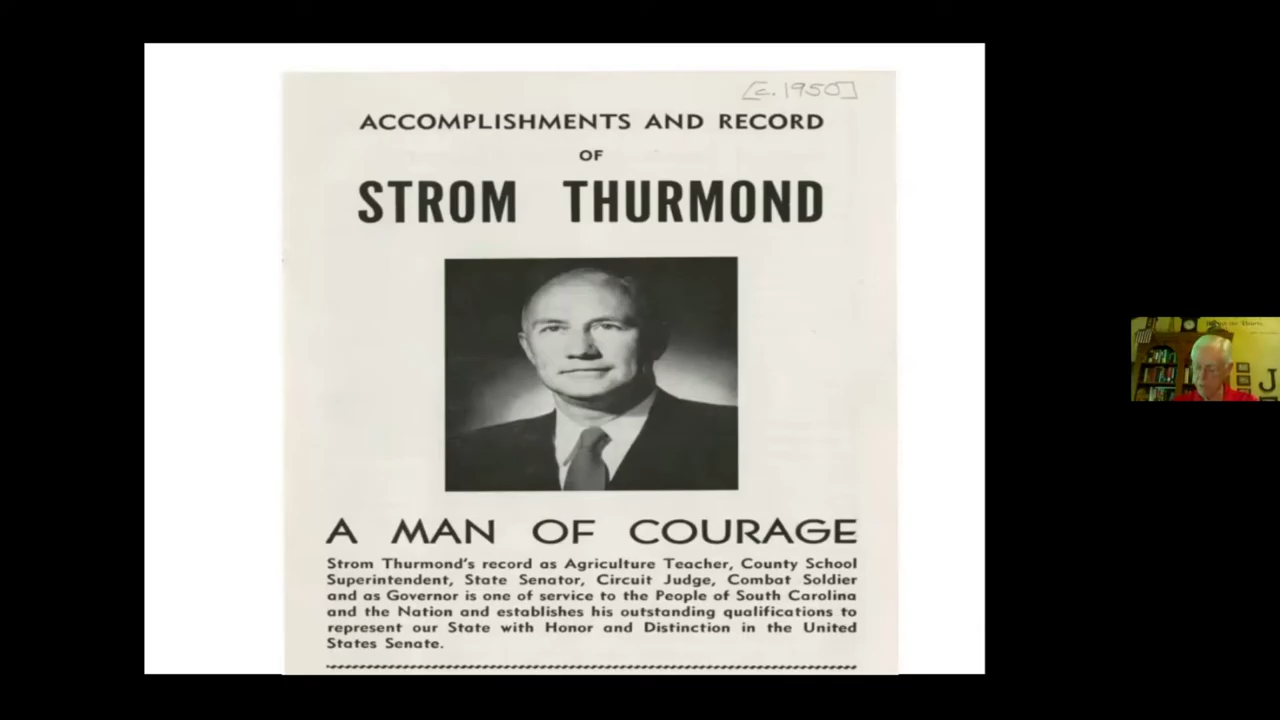 [c. 1950]
ACCOMPLISHMENTS AND RECORD
OF
STROM THURMOND
A MAN OF COURAGE
Strom Thurmond's record as Agriculture Teacher, County School
Superintendent, State Senator, Circuit Judge, Combat Soldier
and as Governor is one of service to the People of South Carolina
and the Nation and establishes his outstanding qualifications to
represent our State with Honor and Distinction in the United
States Senate.
J